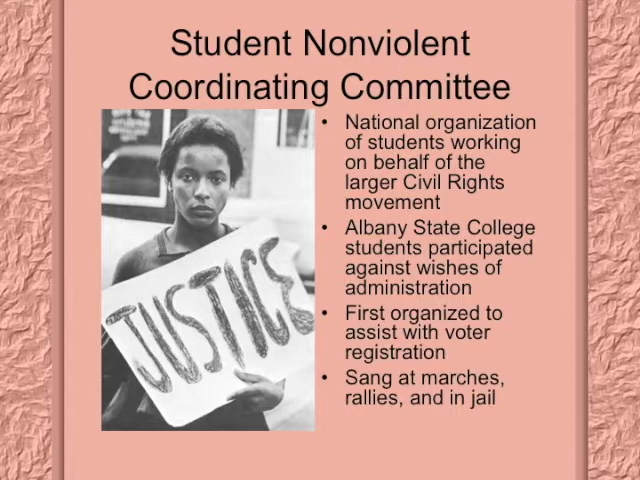 Student Nonviolent
Coordinating Committee
• National organization
of students working
on behalf of the
larger Civil Rights
movement
• Albany State College
students participated
against wishes of
administration
• First organized to
assist with voter
registration
• Sang at marches,
rallies, and in jail
JUSTICE